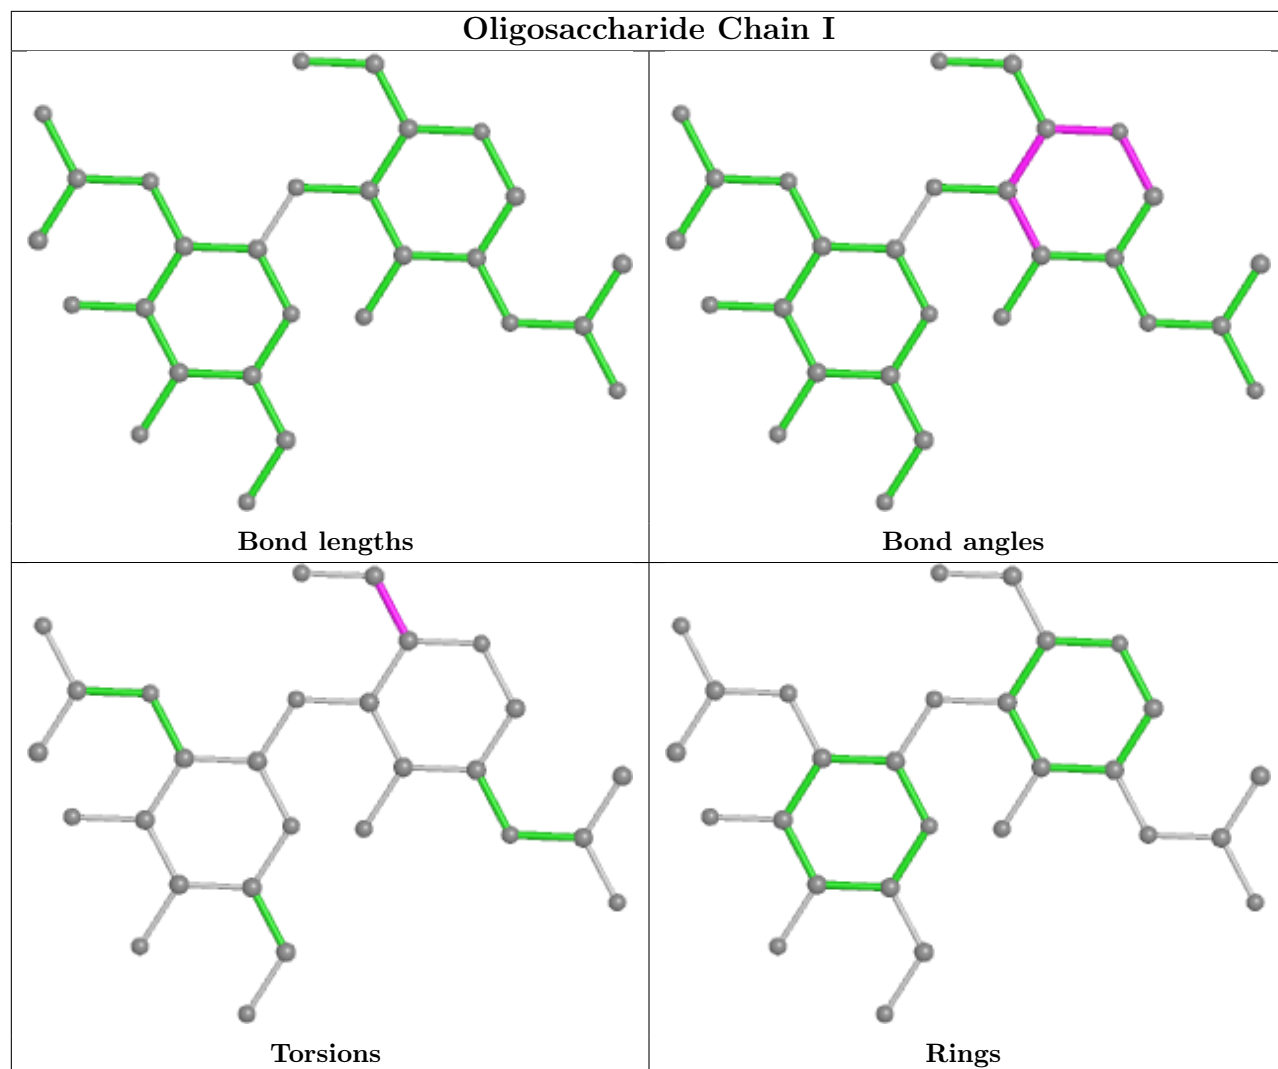 Oligosaccharide Chain I
Bond lengths
Bond angles
Torsions
Rings